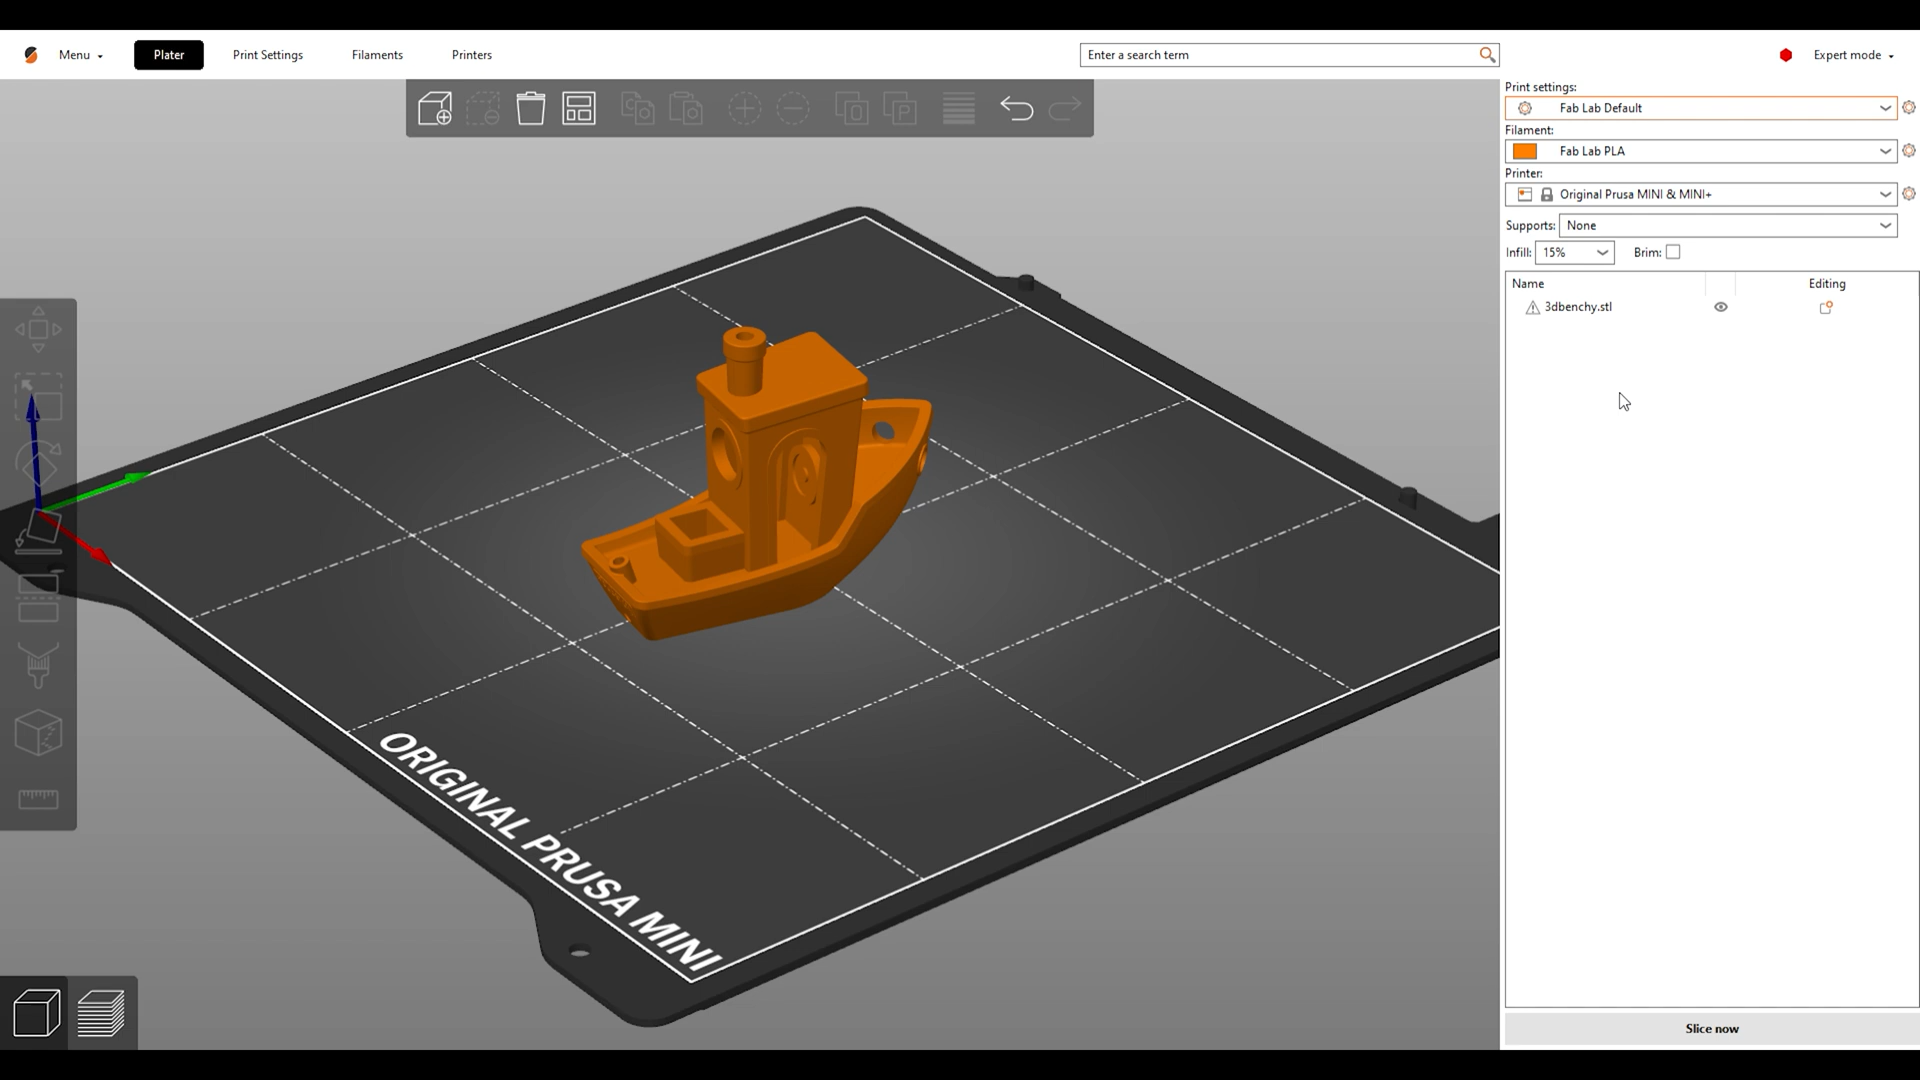 Menu
Plater
Print Settings
Filaments
Printers
Enter a search term
Expert mode
Print settings:
Fab Lab Default
Filament:
Fab Lab PLA
Printer:
Original Prusa MINI & MINI+
Supports: None
Infill: 15% Brim:
Name Editing
3dbenchy.stl
ORIGINAL PRUSA MINI
Slice now